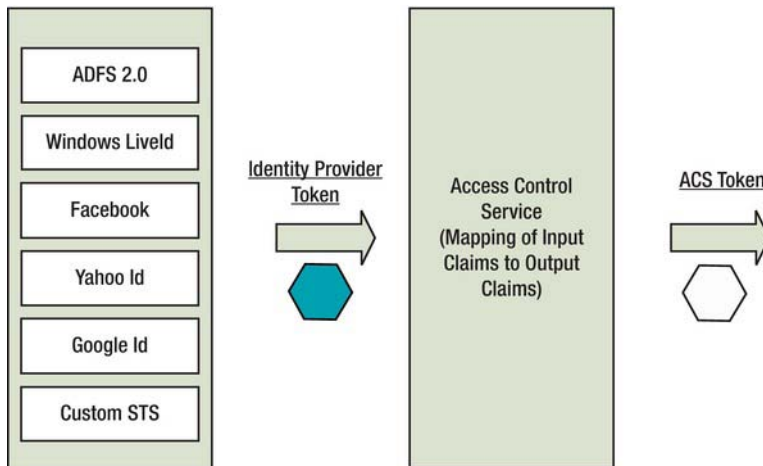 ADFS 2.0
Windows LiveId
Facebook
Yahoo Id
Google Id
Custom STS
Identity Provider
Token
Access Control
Service
(Mapping of Input
Claims to Output
Claims)
ACS Token